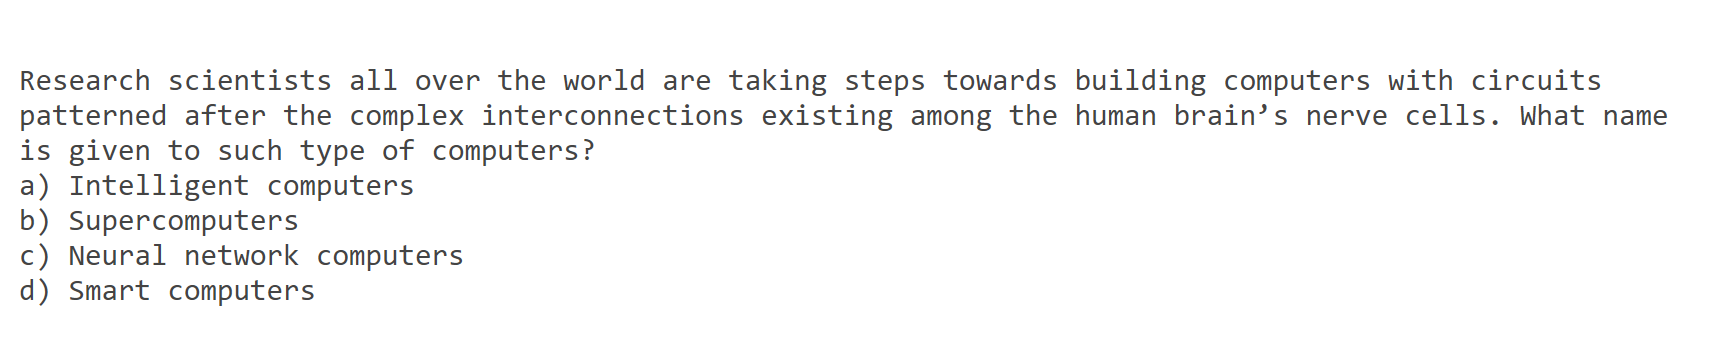 Research scientists all over the world are taking steps towards building computers with circuits
patterned after the complex interconnections existing among the human brain’s nerve cells. What name
is given to such type of computers?
a) Intelligent computers
b) Supercomputers
c) Neural network computers
d) Smart computers